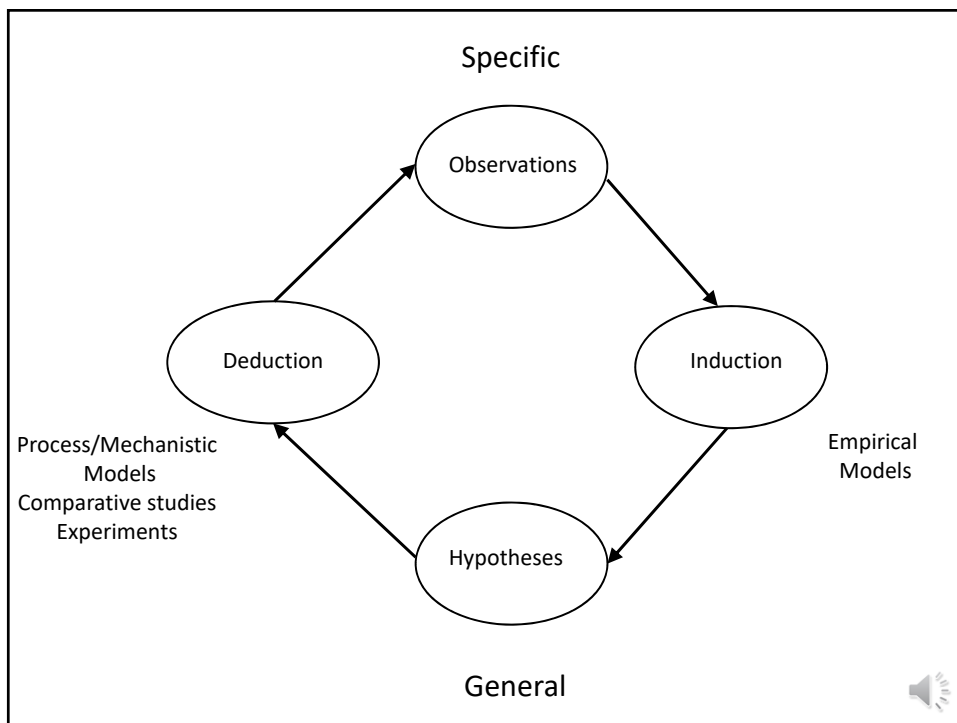 Specific
Observations
Deduction
Induction
Process/Mechanistic
Models
Comparative studies
Experiments
Empirical
Models
Hypotheses
General